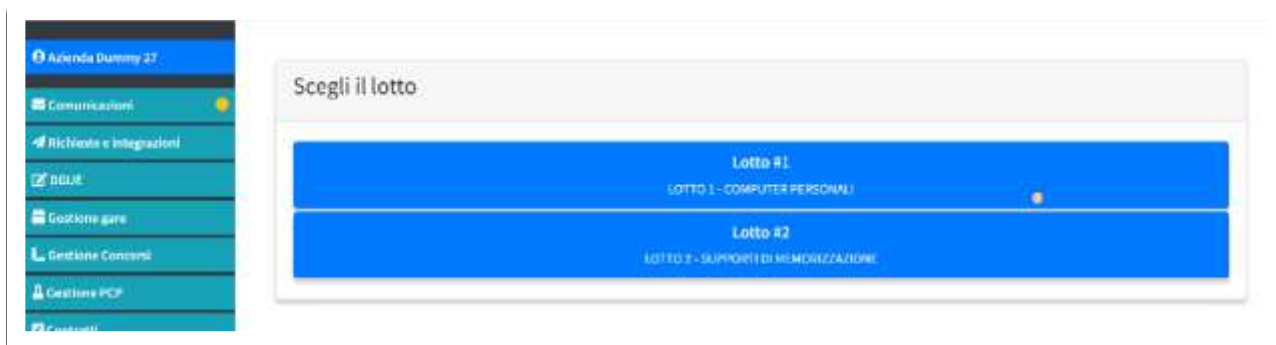 Azienda Dummy 27
Comunicazioni
Richieste e integrazioni
DGUE
Gestione gare
Gestione Concorsi
Gestione PCP
Contratti
Scegli il lotto
Lotto #1
LOTTO 1 - COMPUTER PERSONALI
Lotto #2
LOTTO 2 - SUPPORTI DI MEMORIZZAZIONE